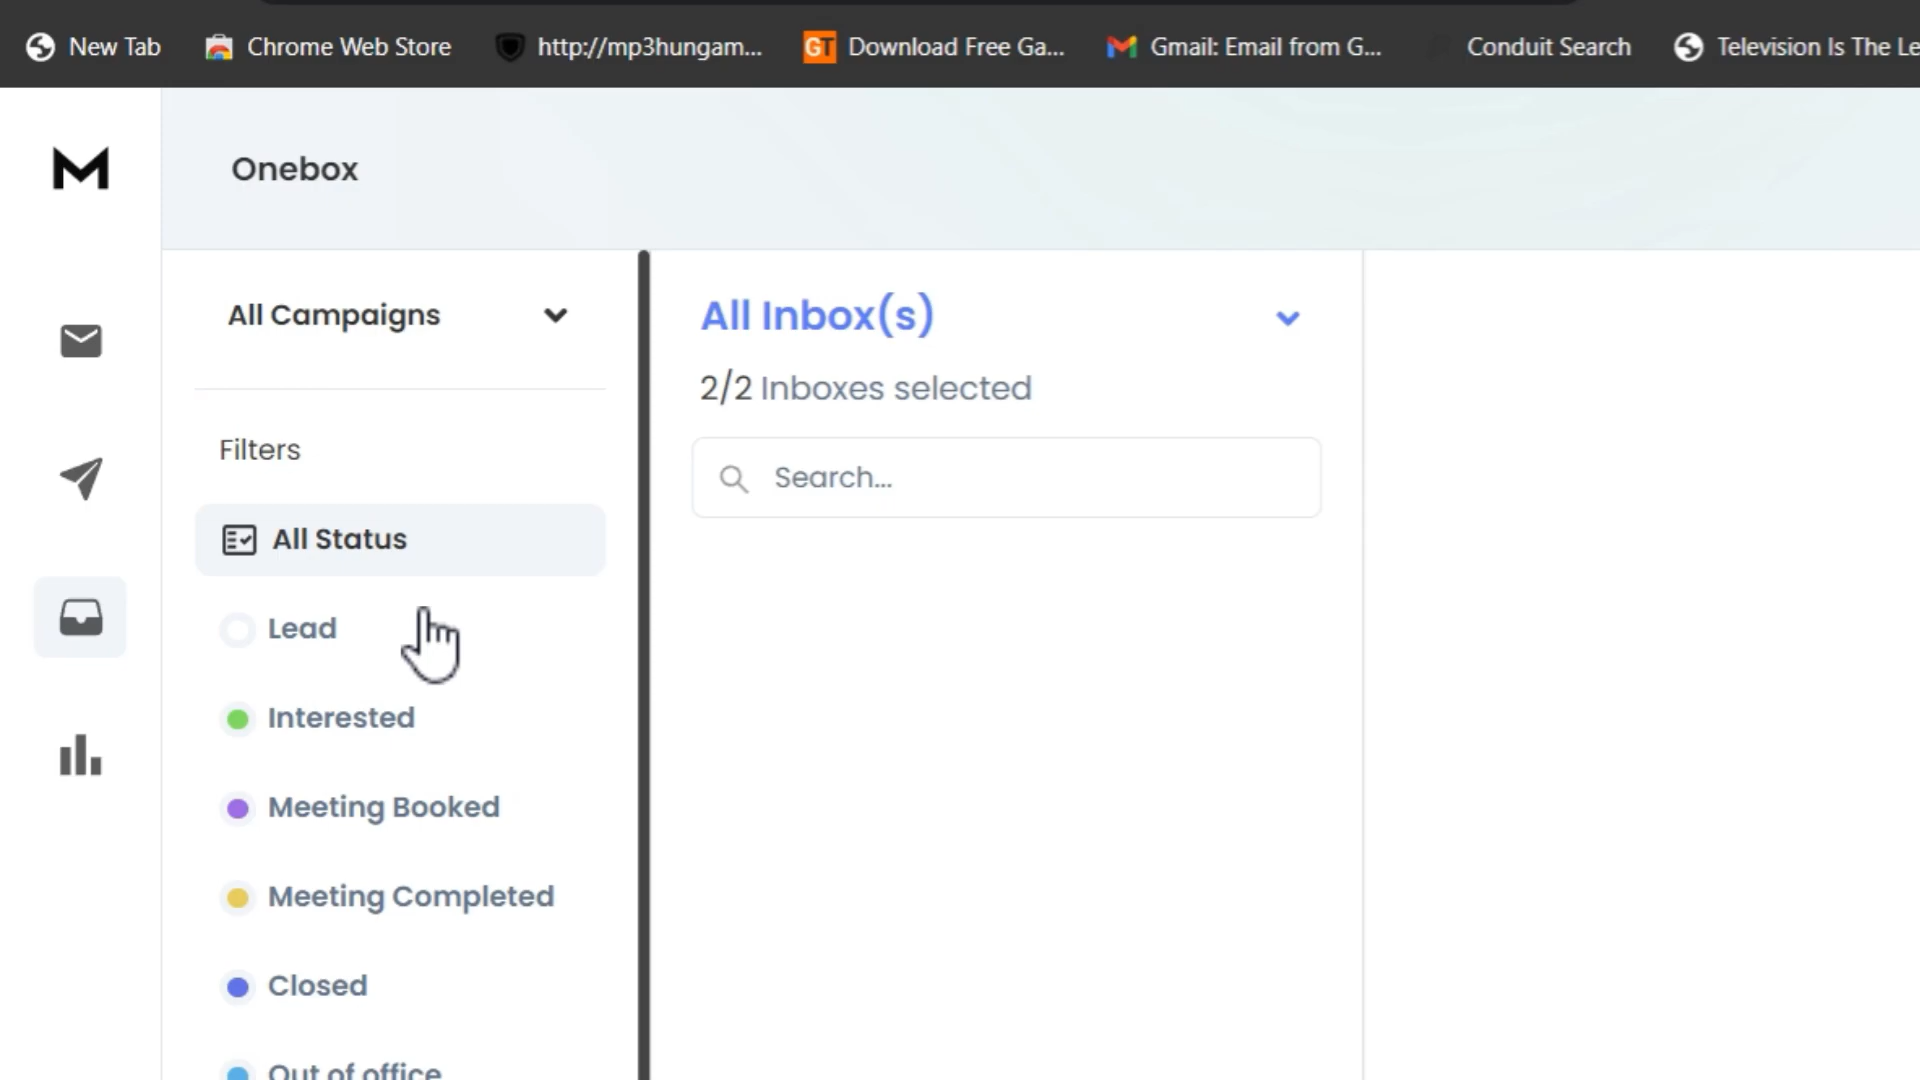 New Tab
Chrome Web Store
http://mp3hungam...
GT Download Free Ga...
Gmail: Email from G...
Conduit Search
Television Is The Le
Onebox
All Campaigns
Filters
All Status
Lead
Interested
Meeting Booked
Meeting Completed
Closed
Out of office
All Inbox(s)
2/2 Inboxes selected
Search...